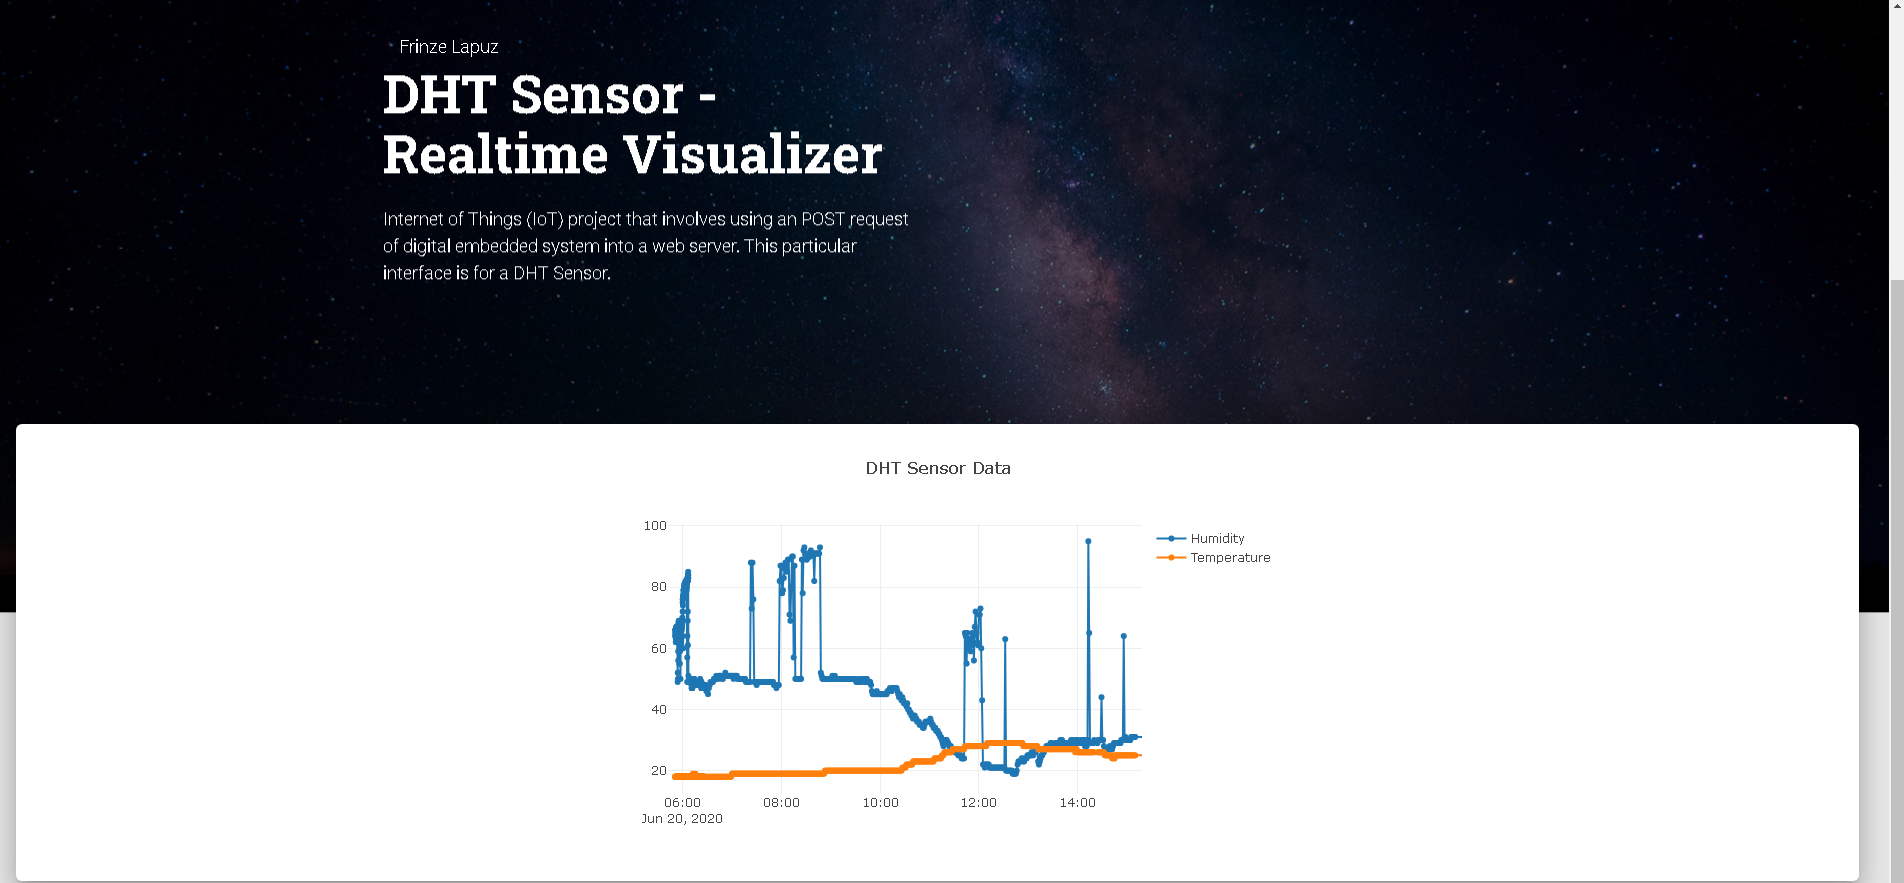 Frinze Lapuz
DHT Sensor -
Realtime Visualizer
Internet of Things (IoT) project that involves using an POST request
of digital embedded system into a web server. This particular
interface is for a DHT Sensor.
DHT Sensor Data
100
80
60
40
20
06:00
08:00
10:00
12:00
14:00
Jun 20, 2020
Humidity
Temperature